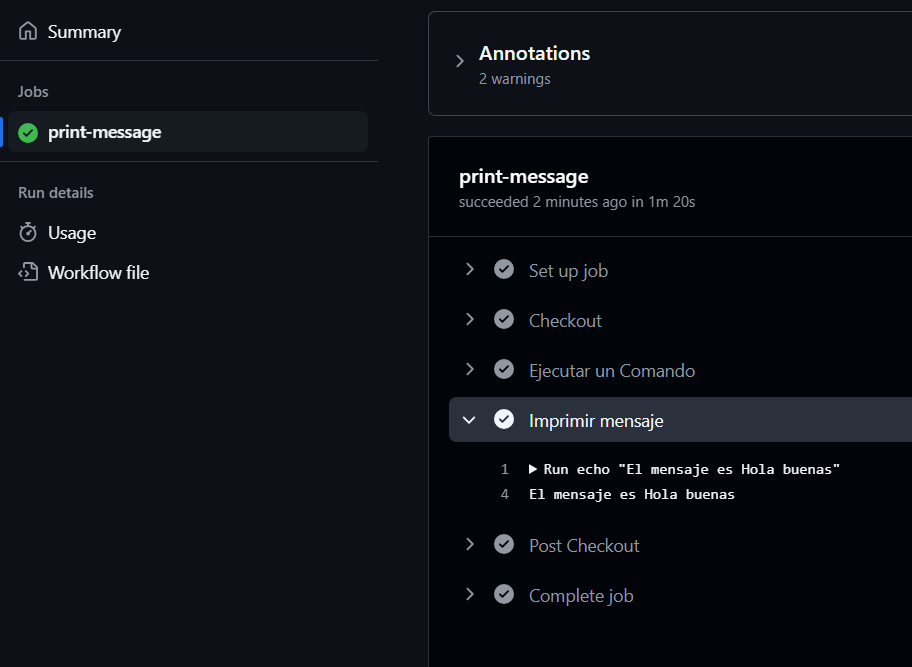 Summary
Jobs
print-message
Run details
Usage
Workflow file
Annotations
2 warnings
print-message
succeeded 2 minutes ago in 1m 20s
Set up job
Checkout
Ejecutar un Comando
Imprimir mensaje
1 ▶ Run echo "El mensaje es Hola buenas"
4 El mensaje es Hola buenas
Post Checkout
Complete job